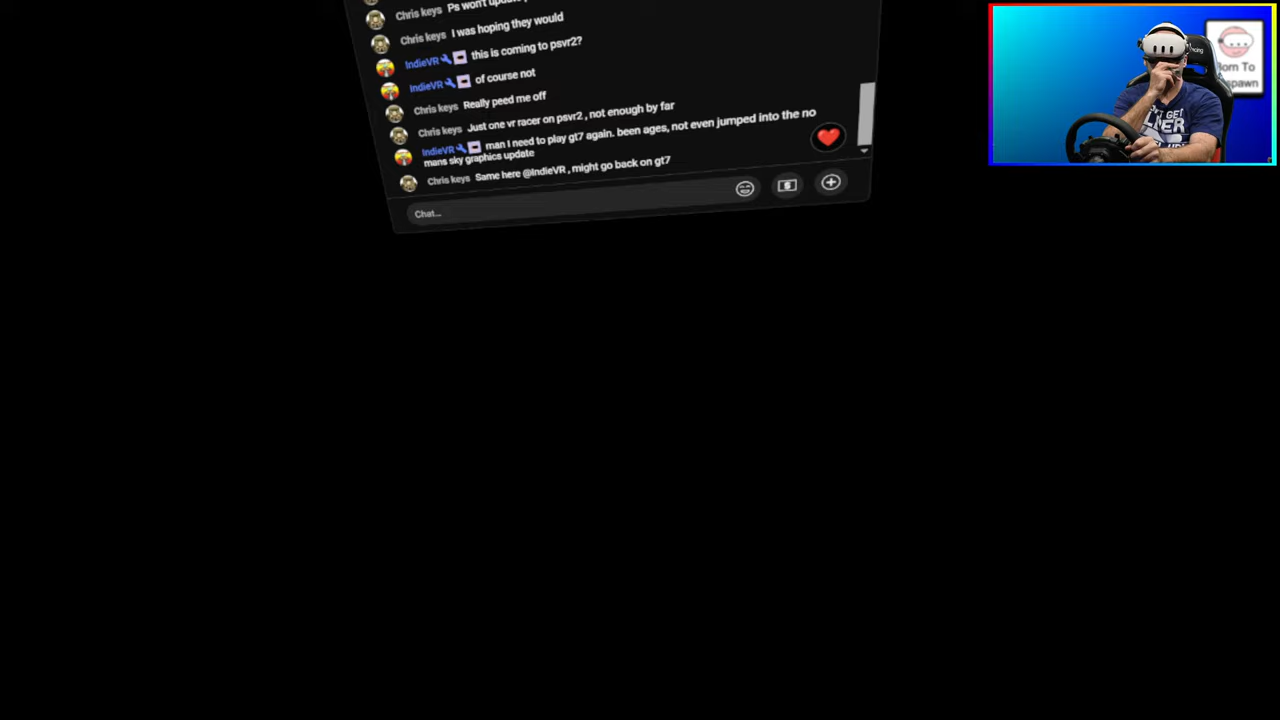 Chris keys Ps won't update
Chris keys I was hoping they would
IndieVR this is coming to psvr2?
IndieVR of course not
Chris keys Really peed me off
Chris keys Just one vr racer on psvr2 , not enough by far
IndieVR man I need to play gt7 again. been ages, not even jumped into the no
mans sky graphics update
Chris keys Same here @IndieVR , might go back on gt7
Chat...